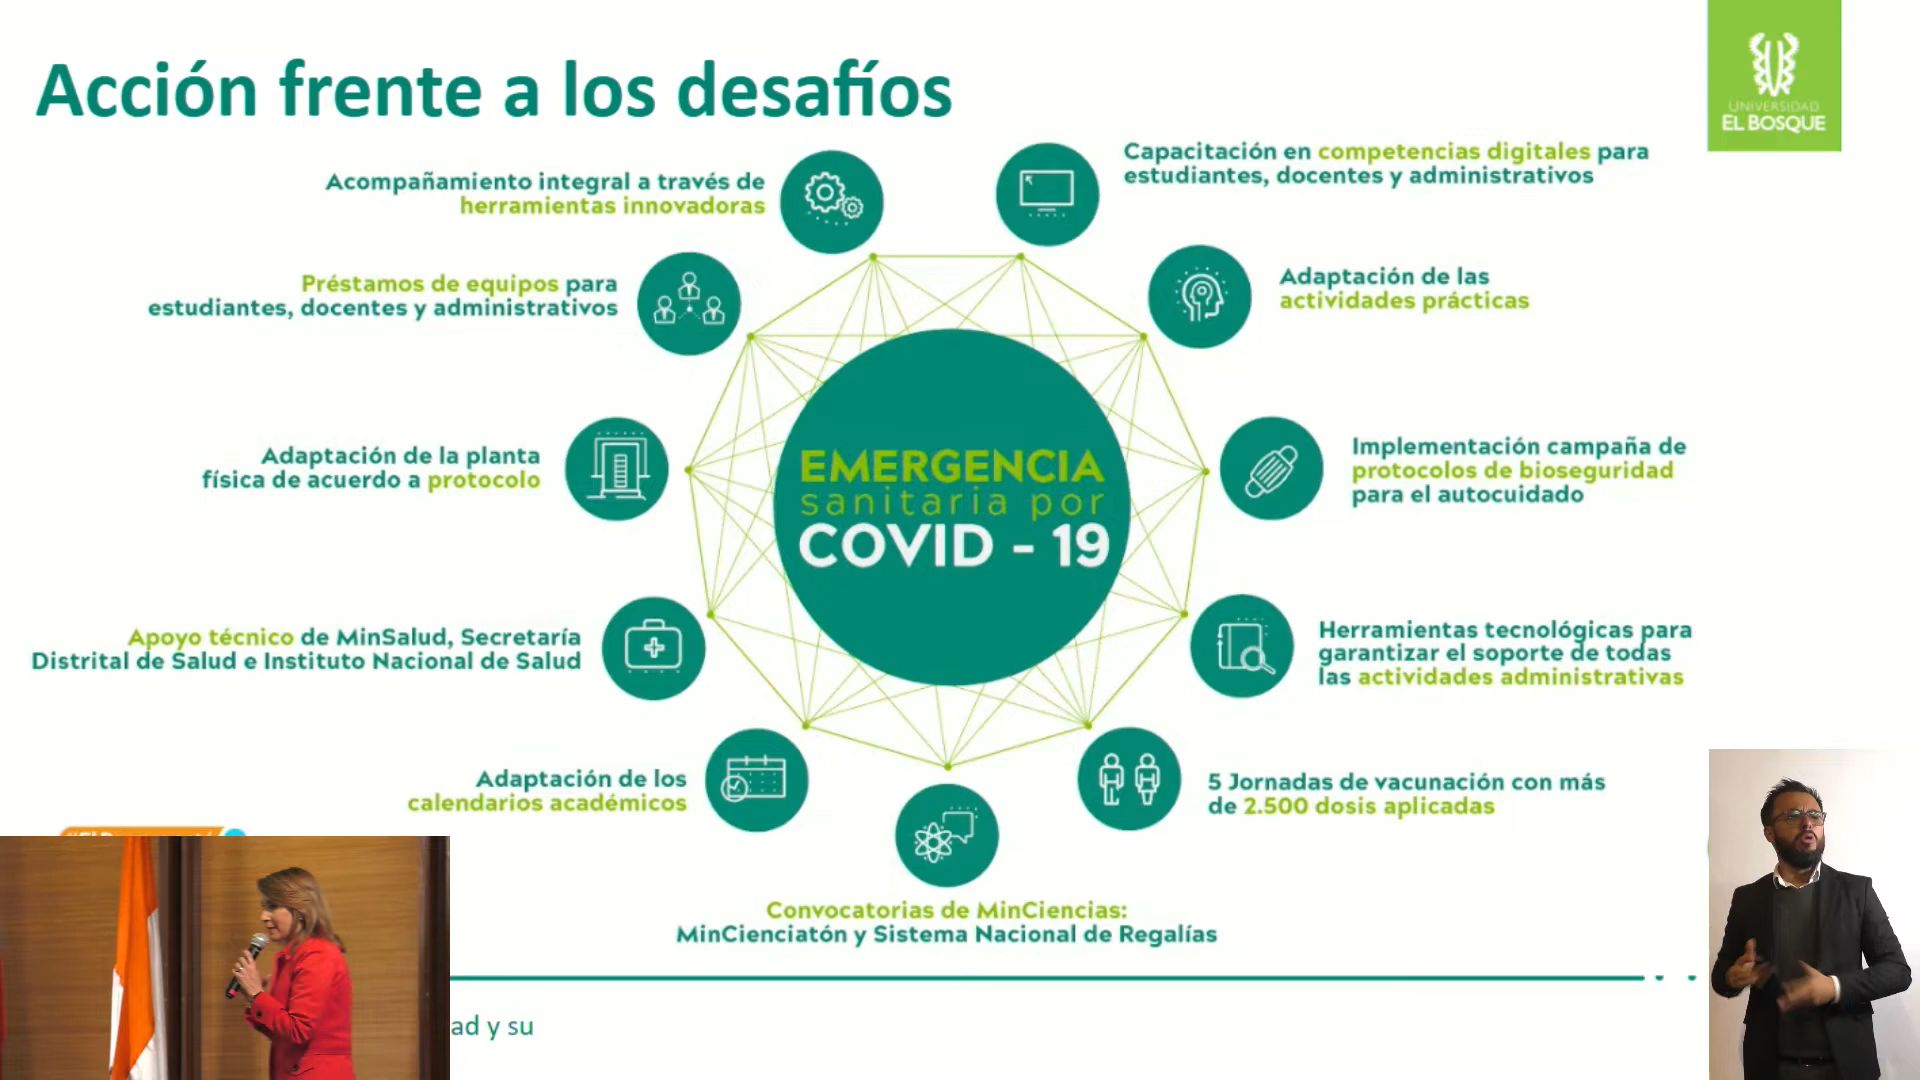 Acción frente a los desafíos
UNIVERSIDAD
EL BOSQUE
Acompañamiento integral a través de
herramientas innovadoras
Capacitación en competencias digitales para
estudiantes, docentes y administrativos
Préstamos de equipos para
estudiantes, docentes y administrativos
Adaptación de las
actividades prácticas
Adaptación de la planta
física de acuerdo a protocolo
EMERGENCIA
sanitaria por
COVID - 19
Implementación campaña de
protocolos de bioseguridad
para el autocuidado
Apoyo técnico de MinSalud, Secretaría
Distrital de Salud e Instituto Nacional de Salud
Herramientas tecnológicas para
garantizar el soporte de todas
las actividades administrativas
Adaptación de los
calendarios académicos
5 Jornadas de vacunación con más
de 2.500 dosis aplicadas
Convocatorias de MinCiencias:
MinCienciatón y Sistema Nacional de Regalías
ad y su